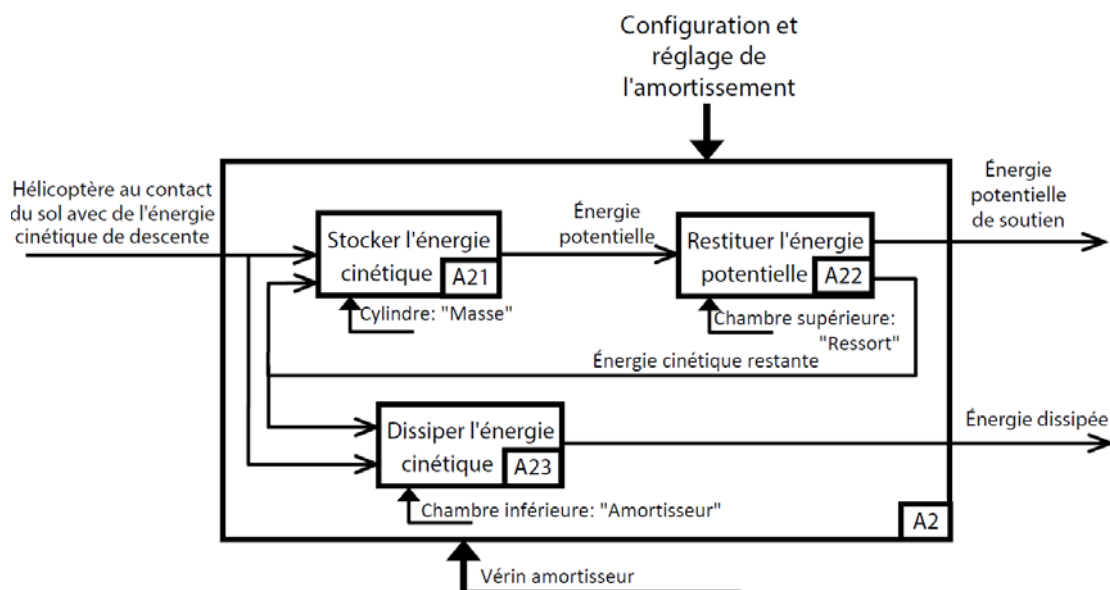 Configuration et
réglage de
l'amortissement
Hélicoptère au contact
du sol avec de l'énergie
cinétique de descente
Stocker l'énergie
cinétique
A21
Cylindre: "Masse"
Énergie
potentielle
Restituer l'énergie
potentielle
A22
Chambre supérieure:
"Ressort"
Énergie
potentielle
de soutien
Énergie cinétique restante
Dissiper l'énergie
cinétique
A23
Chambre inférieure: "Amortisseur"
Énergie dissipée
A2
Vérin amortisseur